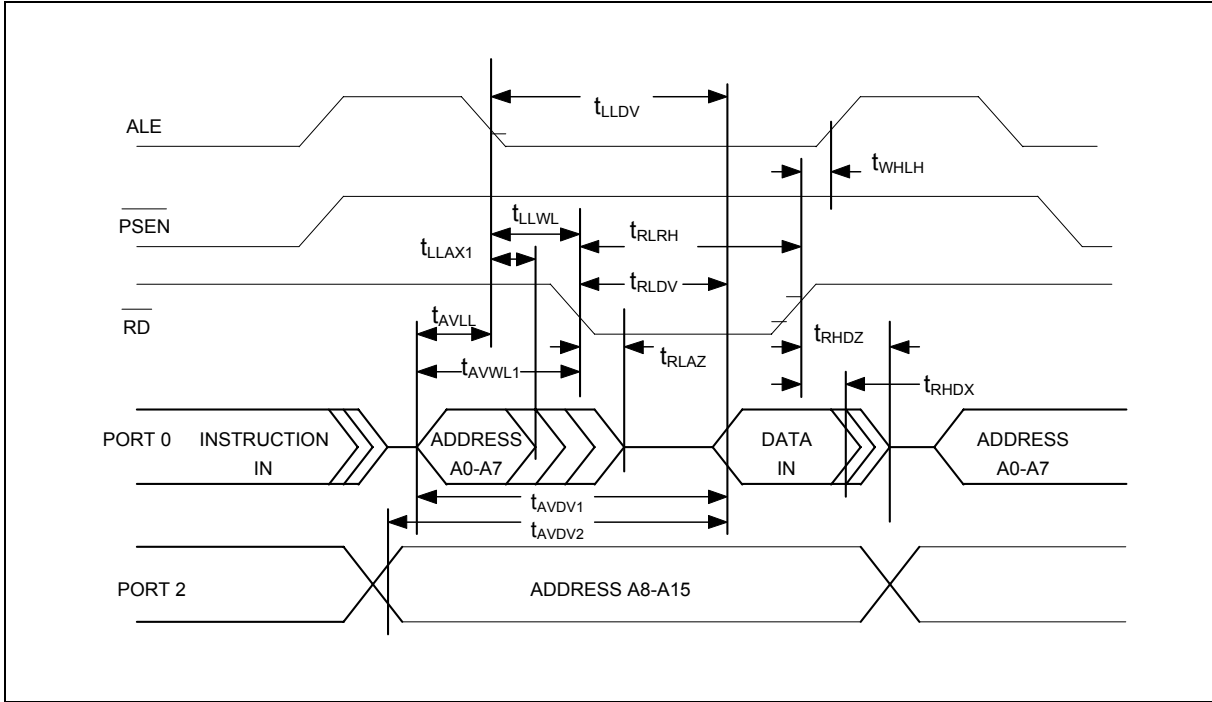 tLLDV
ALE
tWHLH
PSEN
tLLWL
tRLRH
tLLAX1
tRLDV
RD
tAVLL
tRHDZ
tRLAZ
tAVWL1
tRHDX
PORT 0
INSTRUCTION
IN
ADDRESS
A0-A7
DATA
IN
ADDRESS
A0-A7
tAVDV1
tAVDV2
PORT 2
ADDRESS A8-A15